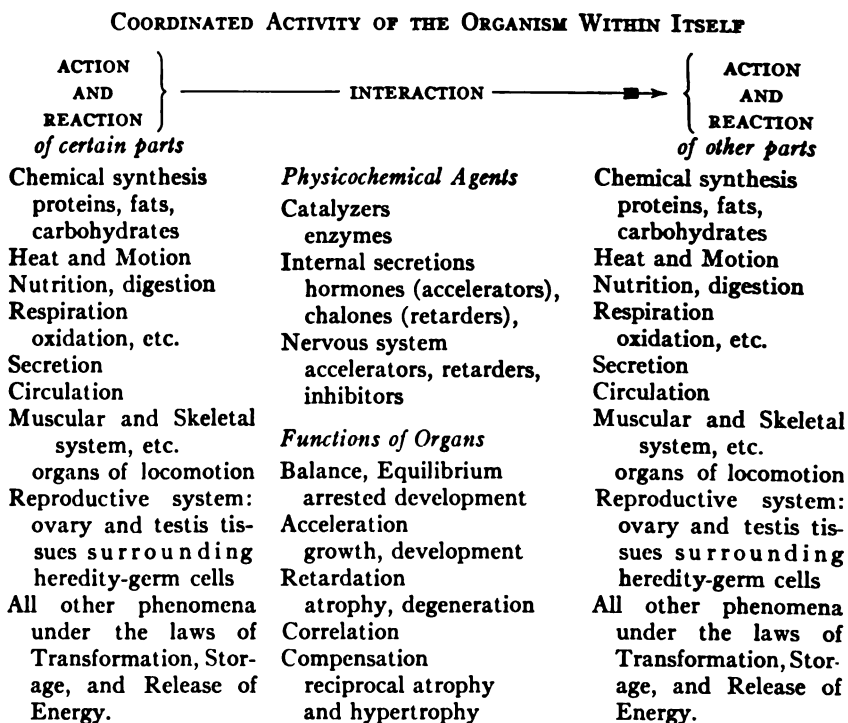 COORDINATED ACTIVITY OF THE ORGANISM WITHIN ITSELF
ACTION
AND
REACTION
of certain parts
INTERACTION
ACTION
AND
REACTION
of other parts
Chemical synthesis
proteins, fats,
carbohydrates
Heat and Motion
Nutrition, digestion
Respiration
oxidation, etc.
Secretion
Circulation
Muscular and Skeletal
system, etc.
organs of locomotion
Reproductive system:
ovary and testis tis-
sues surrounding
heredity-germ cells
All other phenomena
under the laws of
Transformation, Stor-
age, and Release of
Energy.
Physicochemical Agents
Catalyzers
enzymes
Internal secretions
hormones (accelerators),
chalones (retarders),
Nervous system
accelerators, retarders,
inhibitors
Functions of Organs
Balance, Equilibrium
arrested development
Acceleration
growth, development
Retardation
atrophy, degeneration
Correlation
Compensation
reciprocal atrophy
and hypertrophy
Chemical synthesis
proteins, fats,
carbohydrates
Heat and Motion
Nutrition, digestion
Respiration
oxidation, etc.
Secretion
Circulation
Muscular and Skeletal
system, etc.
organs of locomotion
Reproductive system:
ovary and testis tis-
sues surrounding
heredity-germ cells
All other phenomena
under the laws of
Transformation, Stor-
age, and Release of
Energy.